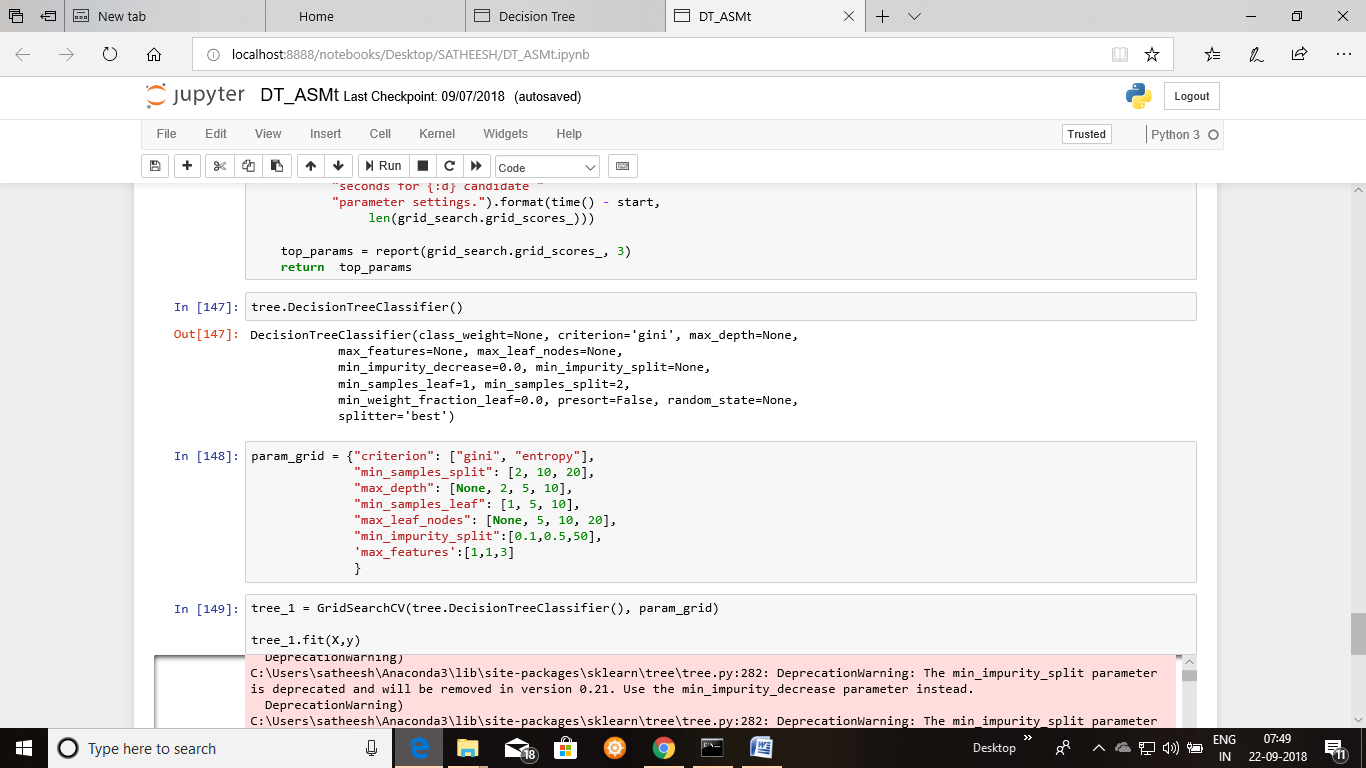 New tab
Home
Decision Tree
DT_ASMt
localhost:8888/notebooks/Desktop/SATHEESH/DT_ASMt.ipynb
jupyter DT_ASMt Last Checkpoint: 09/07/2018 (autosaved)
Logout
File Edit View Insert Cell Kernel Widgets Help
Trusted Python 3
Run Code
"seconds for {:d} candidate "
"parameter settings.").format(time() - start,
len(grid_search.grid_scores_)))
top_params = report(grid_search.grid_scores_, 3)
return top_params
In [147]: tree.DecisionTreeClassifier()
Out[147]: DecisionTreeClassifier(class_weight=None, criterion='gini', max_depth=None,
max_features=None, max_leaf_nodes=None,
min_impurity_decrease=0.0, min_impurity_split=None,
min_samples_leaf=1, min_samples_split=2,
min_weight_fraction_leaf=0.0, presort=False, random_state=None,
splitter='best')
In [148]: param_grid = {"criterion": ["gini", "entropy"],
"min_samples_split": [2, 10, 20],
"max_depth": [None, 2, 5, 10],
"min_samples_leaf": [1, 5, 10],
"max_leaf_nodes": [None, 5, 10, 20],
"min_impurity_split":[0.1,0.5,50],
'max_features':[1,1,3]
}
In [149]: tree_1 = GridSearchCV(tree.DecisionTreeClassifier(), param_grid)
tree_1.fit(X,y)
DeprecationWarning)
C:\Users\satheesh\Anaconda3\lib\site-packages\sklearn\tree\tree.py:282: DeprecationWarning: The min_impurity_split parameter
is deprecated and will be removed in version 0.21. Use the min_impurity_decrease parameter instead.
DeprecationWarning)
C:\Users\satheesh\Anaconda3\lib\site-packages\sklearn\tree\tree.py:282: DeprecationWarning: The min_impurity_split parameter
Type here to search
18
Desktop
ENG
IN
07:49
22-09-2018
11